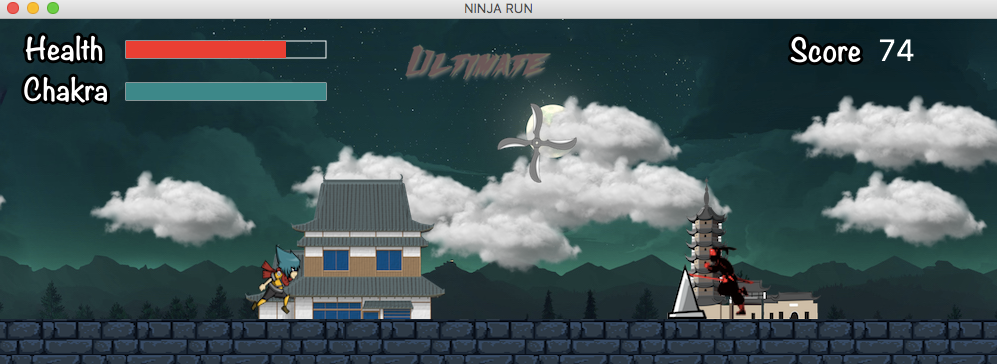 NINJA RUN
Health
Ultimate
Score 74
Chakra